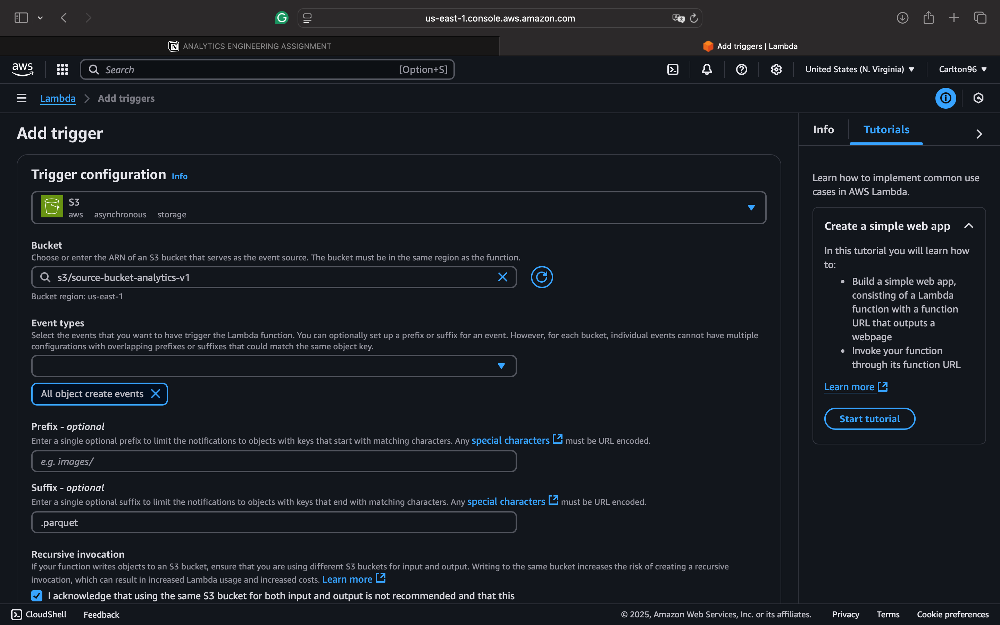 us-east-1.console.aws.amazon.com
ANALYTICS ENGINEERING ASSIGNMENT
Add triggers | Lambda
aws
Search
[Option+S]
United States (N. Virginia)
Carlton96
Lambda
Add triggers
Add trigger
Trigger configuration Info
S3
aws asynchronous storage
Bucket
Choose or enter the ARN of an S3 bucket that serves as the event source. The bucket must be in the same region as the function.
s3/source-bucket-analytics-v1
Bucket region: us-east-1
Event types
Select the events that you want to have trigger the Lambda function. You can optionally set up a prefix or suffix for an event. However, for each bucket, individual events cannot have multiple
configurations with overlapping prefixes or suffixes that could match the same object key.
All object create events
Prefix - optional
Enter a single optional prefix to limit the notifications to objects with keys that start with matching characters. Any special characters must be URL encoded.
e.g. images/
Suffix - optional
Enter a single optional suffix to limit the notifications to objects with keys that end with matching characters. Any special characters must be URL encoded.
.parquet
Recursive invocation
If your function writes objects to an S3 bucket, ensure that you are using different S3 buckets for input and output. Writing to the same bucket increases the risk of creating a recursive
invocation, which can result in increased Lambda usage and increased costs. Learn more
I acknowledge that using the same S3 bucket for both input and output is not recommended and that this
Info
Tutorials
Learn how to implement common use
cases in AWS Lambda.
Create a simple web app
In this tutorial you will learn how
to:
• Build a simple web app,
consisting of a Lambda
function with a function
URL that outputs a
webpage
• Invoke your function
through its function URL
Learn more
Start tutorial
CloudShell
Feedback
© 2025, Amazon Web Services, Inc. or its affiliates.
Privacy
Terms
Cookie preferences